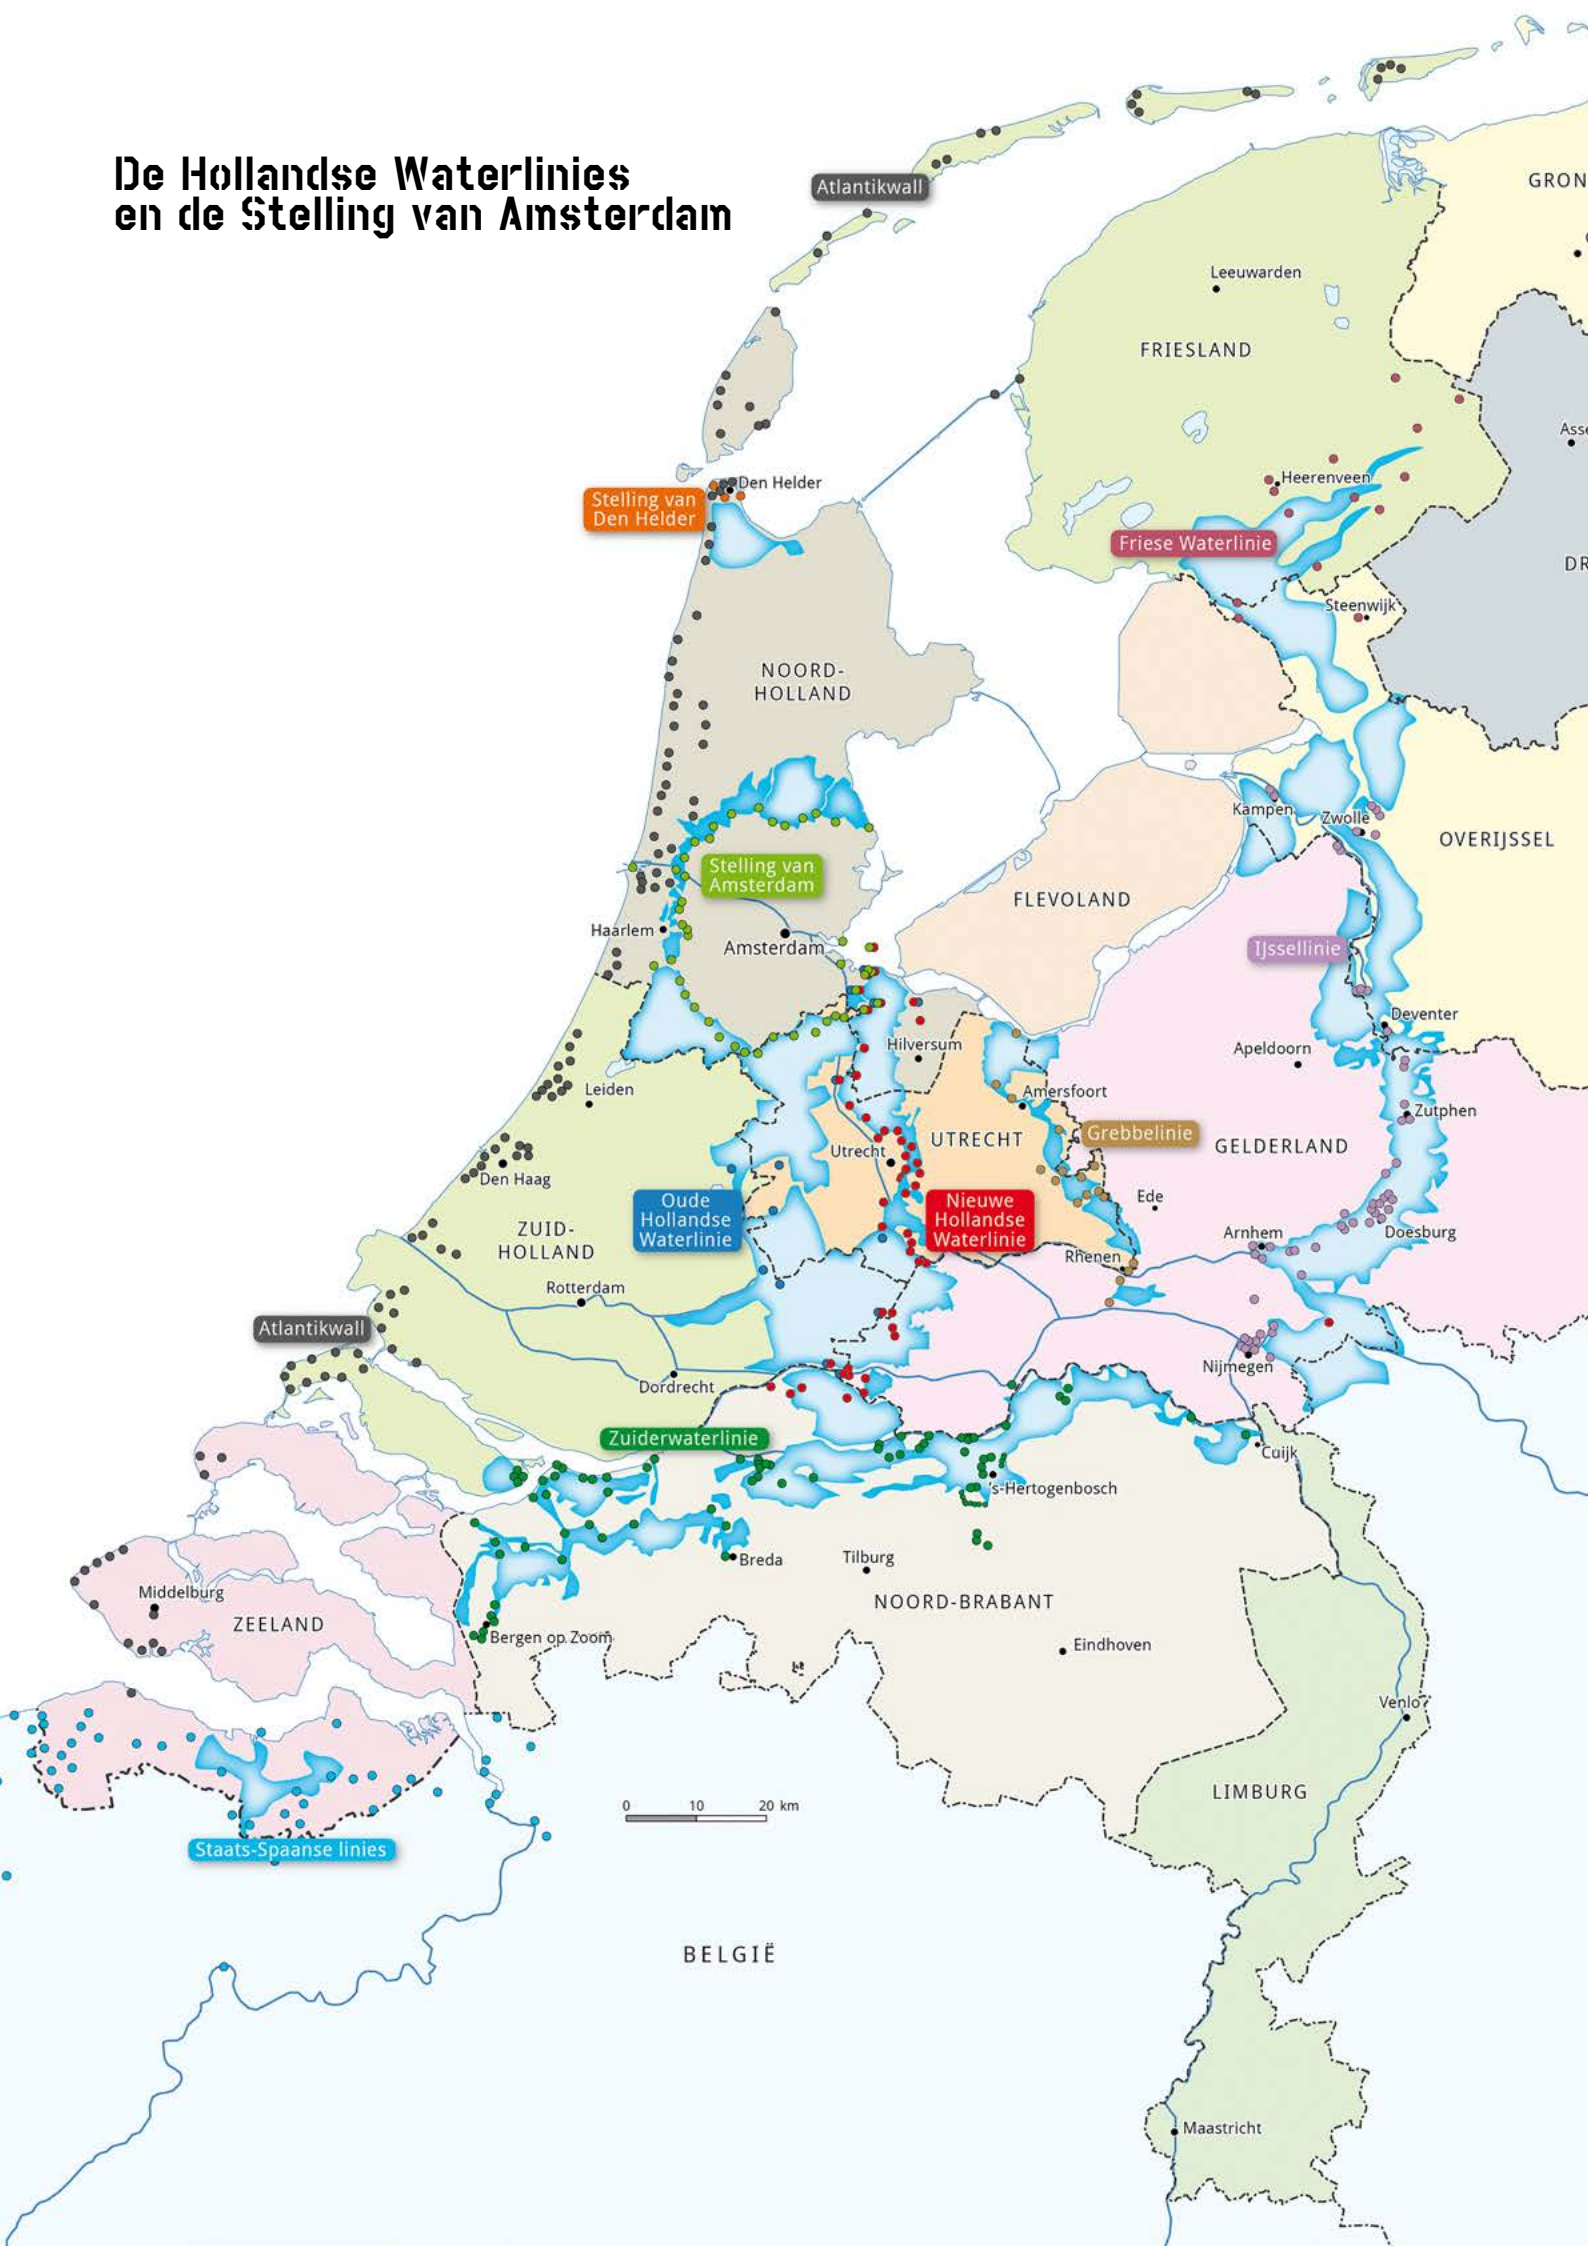 De Hollandse Waterlinies
en de Stelling van Amsterdam
Atlantikwall
GRON
Leeuwarden
FRIESLAND
Asse
Den Helder
Heerenveen
Stelling van
Den Helder
Friese Waterlinie
DR
Steenwijk
NOORD-
HOLLAND
Kampen
Zwolle
OVERIJSSEL
Stelling van
Amsterdam
FLEVOLAND
Haarlem
Amsterdam
IJssellinie
Deventer
Hilversum
Apeldoorn
Leiden
Amersfoort
Zutphen
Grebbelinie
UTRECHT
GELDERLAND
Utrecht
Den Haag
Ede
Oude
Hollandse
Waterlinie
Nieuwe
Hollandse
Waterlinie
ZUID-
HOLLAND
Arnhem
Doesburg
Rhenen
Rotterdam
Atlantikwall
Nijmegen
Dordrecht
Zuiderwaterlinie
Cuijk
's-Hertogenbosch
Breda
Tilburg
Middelburg
NOORD-BRABANT
ZEELAND
Bergen op Zoom
Eindhoven
Venlo
LIMBURG
0 10 20 km
Staats-Spaanse linies
BELGIË
Maastricht